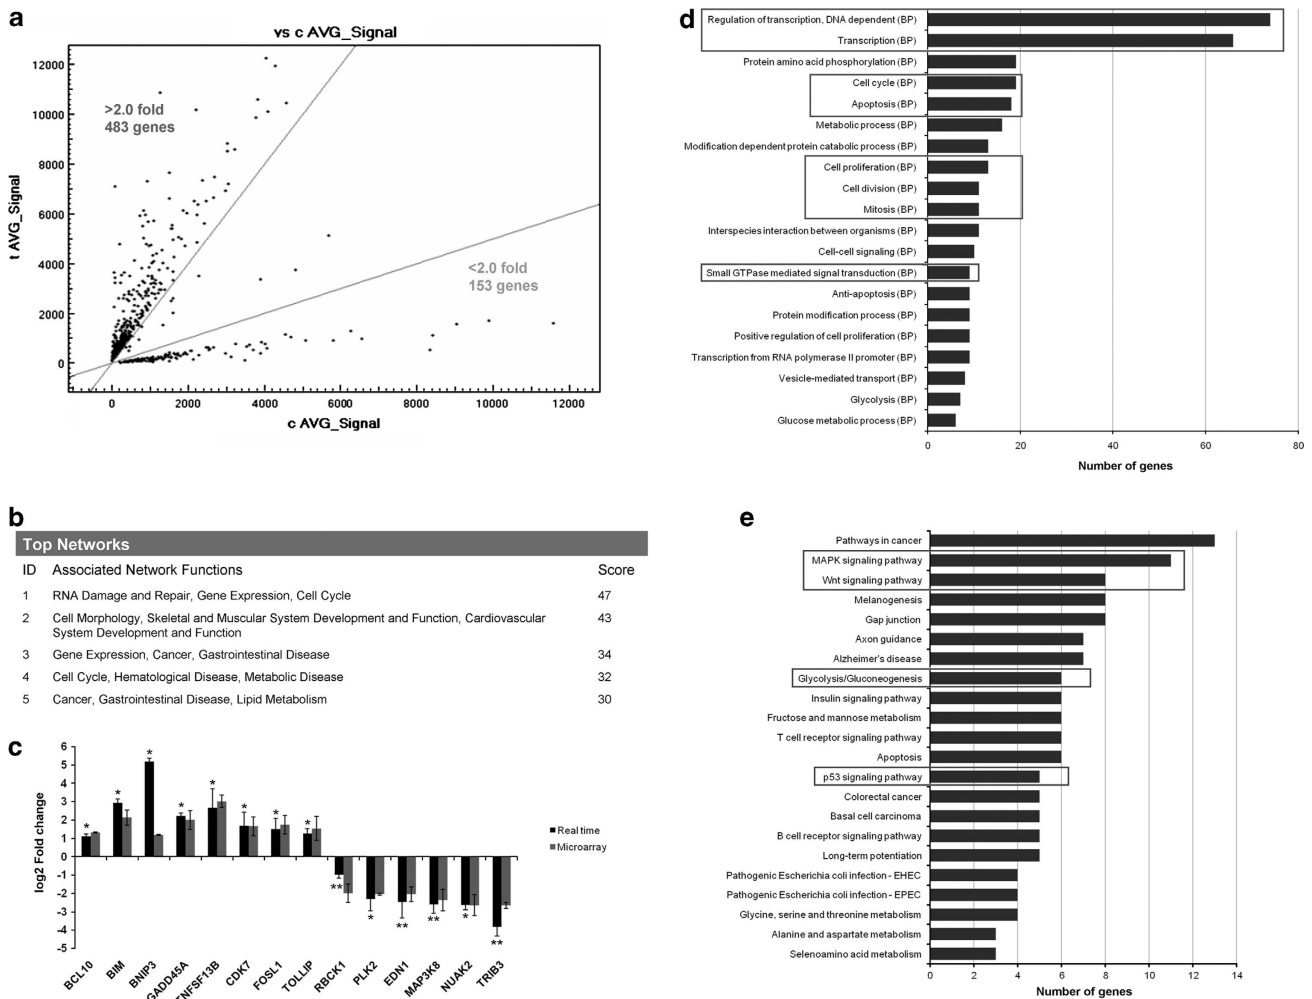 a
vs c AVG_Signal
>2.0 fold
483 genes
<2.0 fold
153 genes
t AVG_Signal
12000
10000
8000
6000
4000
2000
0
0 2000 4000 6000 8000 10000 12000
c AVG_Signal
b
Top Networks
ID Associated Network Functions Score
1 RNA Damage and Repair, Gene Expression, Cell Cycle 47
2 Cell Morphology, Skeletal and Muscular System Development and Function, Cardiovascular 43
System Development and Function
3 Gene Expression, Cancer, Gastrointestinal Disease 34
4 Cell Cycle, Hematological Disease, Metabolic Disease 32
5 Cancer, Gastrointestinal Disease, Lipid Metabolism 30
c
log2 Fold change
6
5
4
3
2
1
0
-1
-2
-3
-4
-5
* * * * * * * *
** * ** ** * **
Real time
Microarray
BCL10 BIM BNIP3 GADD45A TNFSF13B CDK7 FOSL1 TOLLIP RBCK1 PLK2 EDN1 MAP3K8 NUAK2 TRIB3
d
Regulation of transcription, DNA dependent (BP)
Transcription (BP)
Protein amino acid phosphorylation (BP)
Cell cycle (BP)
Apoptosis (BP)
Metabolic process (BP)
Modification dependent protein catabolic process (BP)
Cell proliferation (BP)
Cell division (BP)
Mitosis (BP)
Interspecies interaction between organisms (BP)
Cell-cell signaling (BP)
Small GTPase mediated signal transduction (BP)
Anti-apoptosis (BP)
Protein modification process (BP)
Positive regulation of cell proliferation (BP)
Transcription from RNA polymerase II promoter (BP)
Vesicle-mediated transport (BP)
Glycolysis (BP)
Glucose metabolic process (BP)
0 20 40 60 80
Number of genes
e
Pathways in cancer
MAPK signaling pathway
Wnt signaling pathway
Melanogenesis
Gap junction
Axon guidance
Alzheimer's disease
Glycolysis/Gluconeogenesis
Insulin signaling pathway
Fructose and mannose metabolism
T cell receptor signaling pathway
Apoptosis
p53 signaling pathway
Colorectal cancer
Basal cell carcinoma
B cell receptor signaling pathway
Long-term potentiation
Pathogenic Escherichia coli infection - EHEC
Pathogenic Escherichia coli infection - EPEC
Glycine, serine and threonine metabolism
Alanine and aspartate metabolism
Selenoamino acid metabolism
0 2 4 6 8 10 12 14
Number of genes